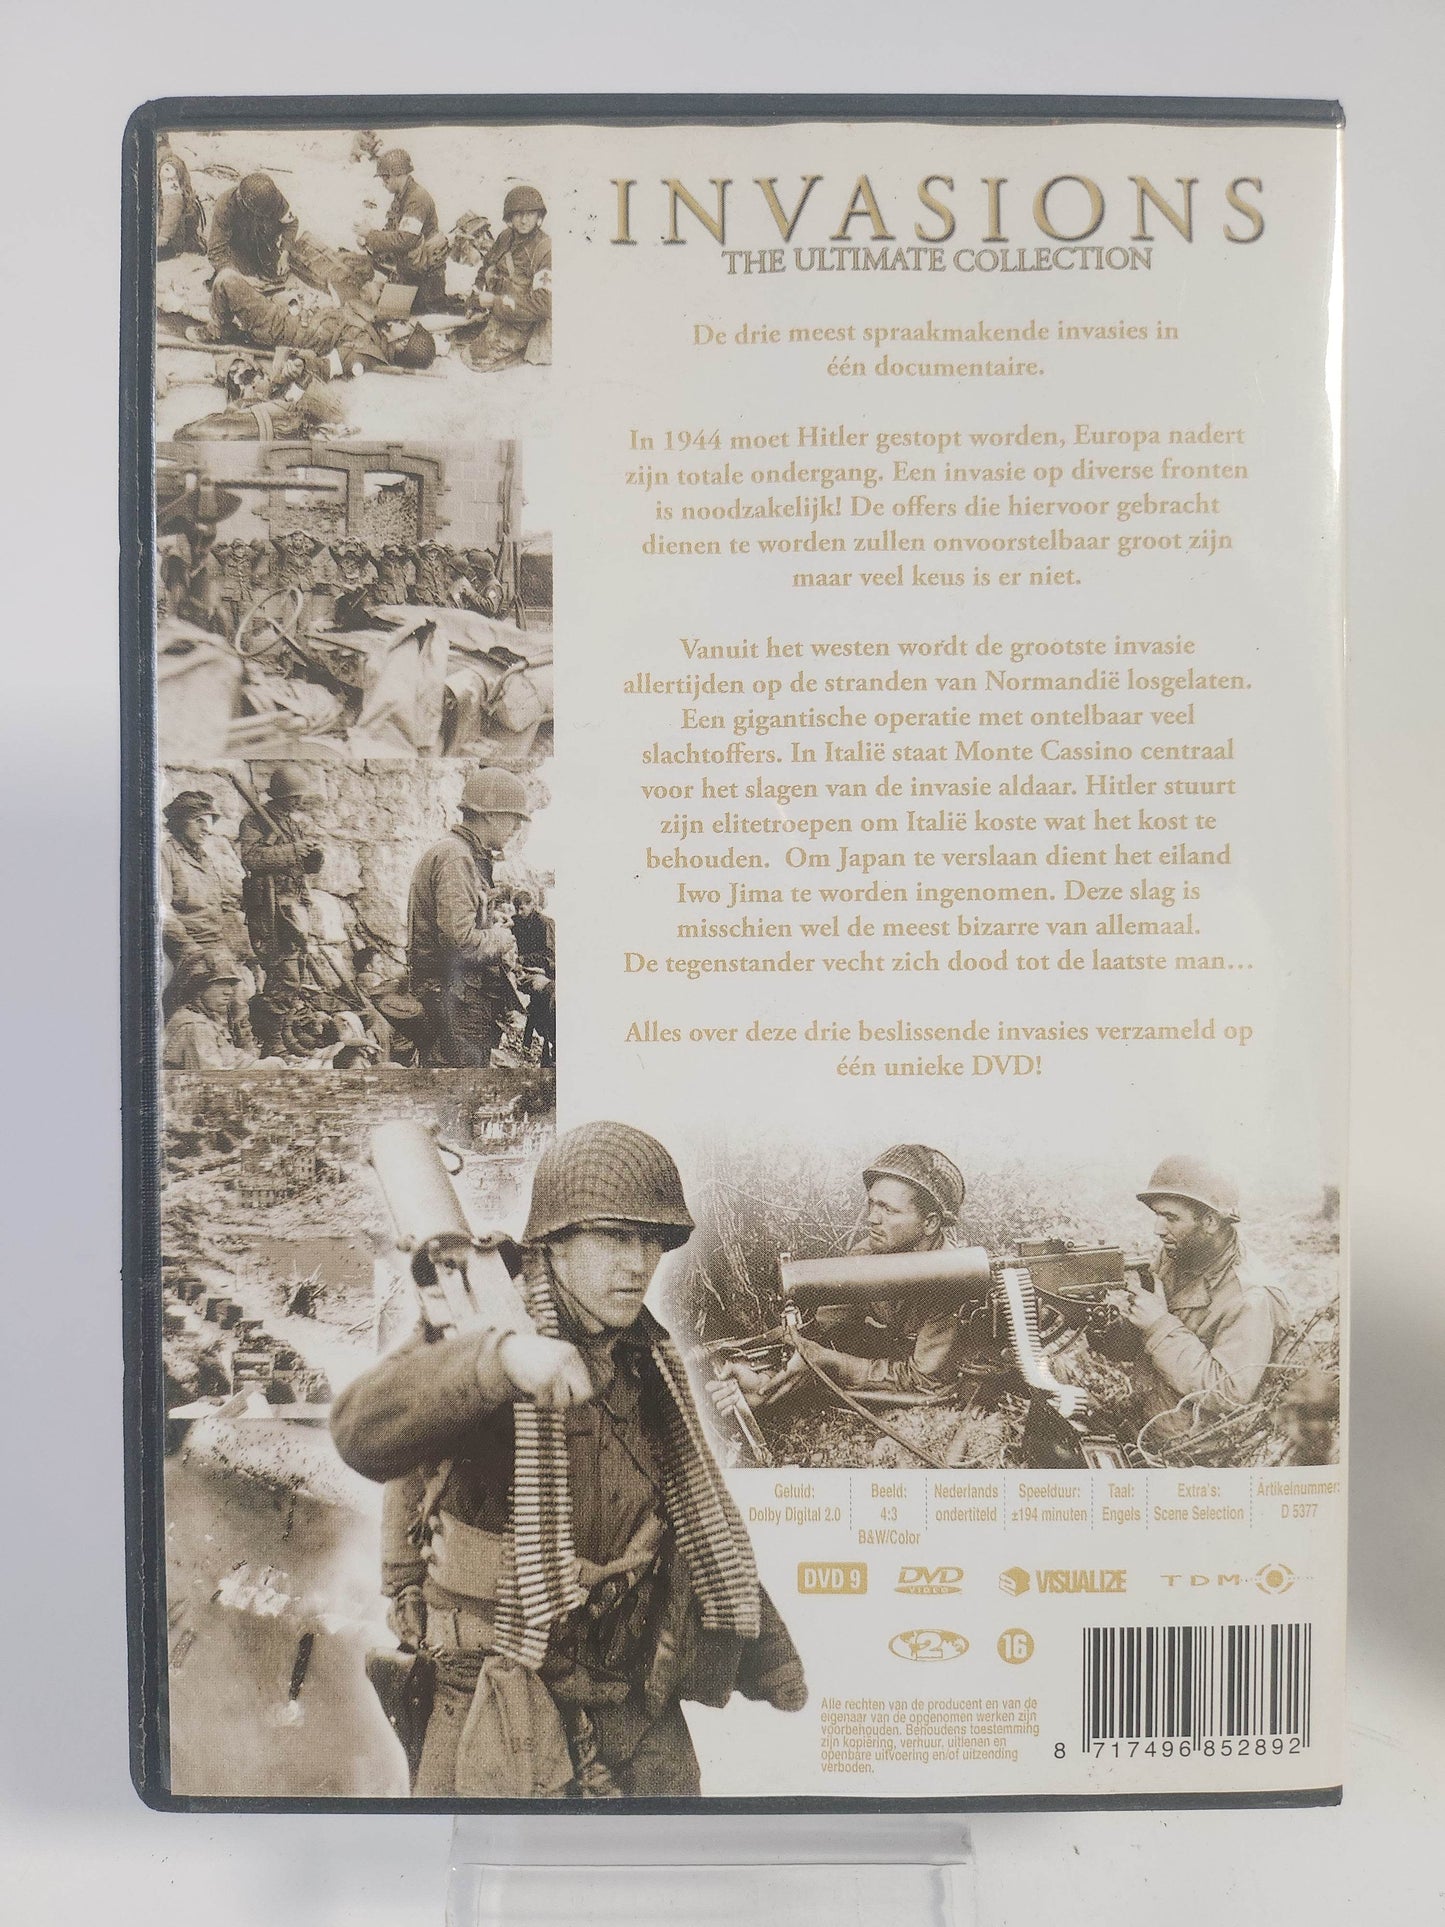 INVASIONS
THE ULTIMATE COLLECTION
De drie meest spraakmakende invasies in
één documentaire.
In 1944 moet Hitler gestopt worden, Europa nadert
zijn totale ondergang. Een invasie op diverse fronten
is noodzakelijk! De offers die hiervoor gebracht
dienen te worden zullen onvoorstelbaar groot zijn
maar veel keus is er niet.
Vanuit het westen wordt de grootste invasie
allertijden op de stranden van Normandië losgelaten.
Een gigantische operatie met ontelbaar veel
slachtoffers. In Italië staat Monte Cassino centraal
voor het slagen van de invasie aldaar. Hitler stuurt
zijn elitetroepen om Italië koste wat het kost te
behouden. Om Japan te verslaan dient het eiland
Iwo Jima te worden ingenomen. Deze slag is
misschien wel de meest bizarre van allemaal.
De tegenstander vecht zich dood tot de laatste man...
Alles over deze drie beslissende invasies verzameld op
één unieke DVD!
Geluid: Beeld: Nederlands Speelduur: Taal: Extra's: Artikelnummer:
Dolby Digital 2.0 4:3 ondertiteld ±194 minuten Engels Scene Selection D 5377
B&W/Color
DVD 9 DVD VIDEO VISUALIZE TDM
2 16
Alle rechten van de producent en van de
eigenaar van de opgenomen werken zijn
voorbehouden. Behoudens toestemming
zijn kopiëring, verhuur, uitlenen en
openbare uitvoering en/of uitzending
verboden.
8 717496 852892